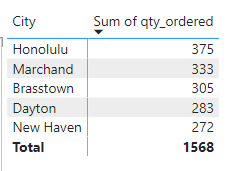 City Sum of qty_ordered
Honolulu 375
Marchand 333
Brasstown 305
Dayton 283
New Haven 272
Total 1568